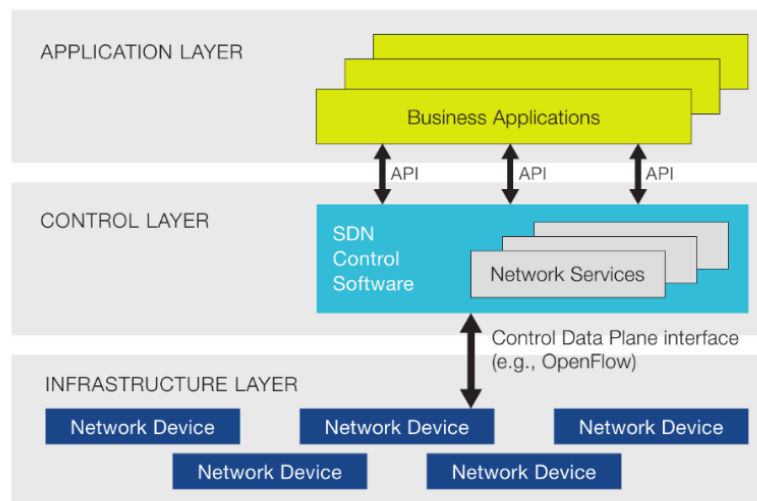 APPLICATION LAYER
Business Applications
API
API
API
CONTROL LAYER
SDN
Control
Software
Network Services
Control Data Plane interface
(e.g., OpenFlow)
INFRASTRUCTURE LAYER
Network Device
Network Device
Network Device
Network Device
Network Device